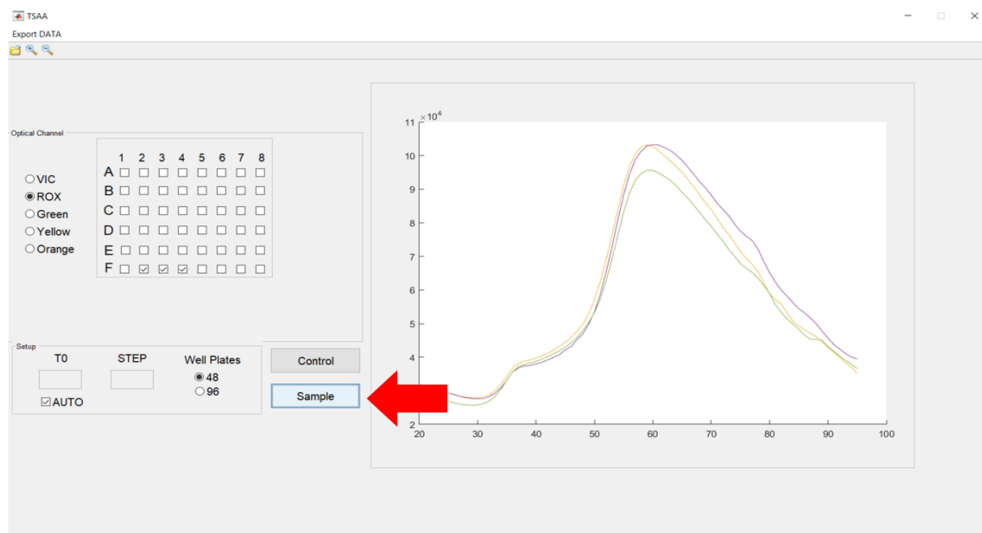 TSAA
Export DATA
Optical Channel
VIC
ROX
Green
Yellow
Orange
1 2 3 4 5 6 7 8
A
B
C
D
E
F
Setup
T0 STEP Well Plates
48
96
AUTO
Control
Sample
×10⁴
11
10
9
8
7
6
5
4
2
20 30 40 50 60 70 80 90 100